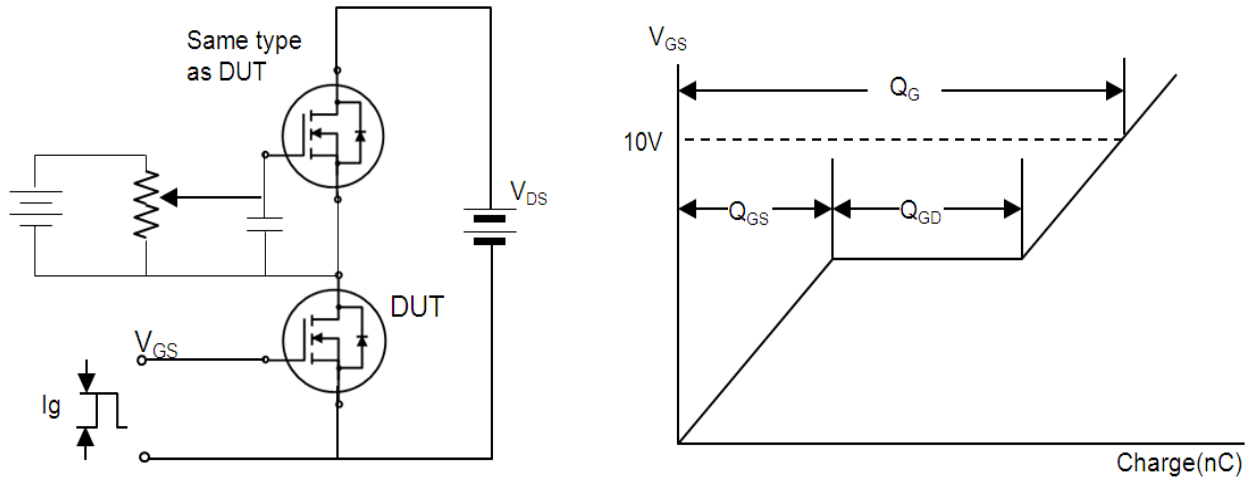 Same type
as DUT
V_DS
DUT
V_GS
Ig
V_GS
Q_G
10V
Q_GS
Q_GD
Charge(nC)